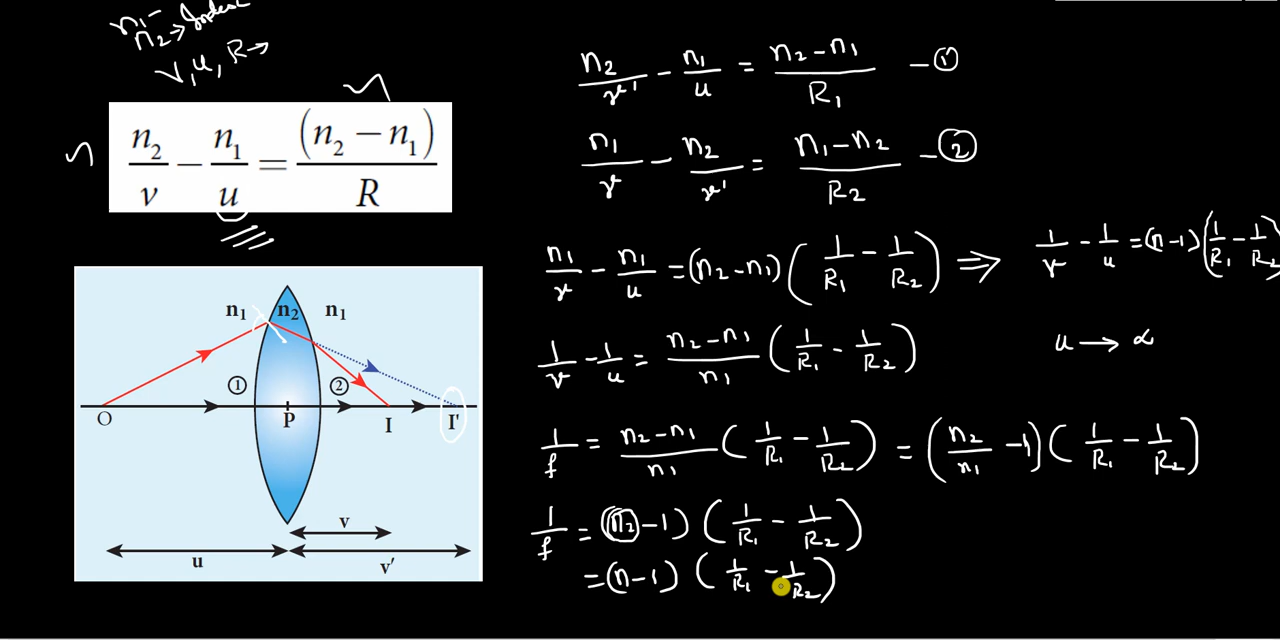 n₁-
n₂→ Index
v, u, R→
n₂/v − n₁/u = (n₂ − n₁)/R
n₁ n₂ n₁
① ②
O P I I'
v
u v′
n₂/v' − n₁/u = (n₂−n₁)/R₁ −①
n₁/v − n₂/v' = (n₁−n₂)/R₂ −②
n₁/v − n₁/u = (n₂−n₁)(1/R₁ − 1/R₂) ⟹ 1/v − 1/u = (n−1)(1/R₁ − 1/R₂)
1/v − 1/u = (n₂−n₁)/n₁ (1/R₁ − 1/R₂) u → ∝
1/f = (n₂−n₁)/n₁ (1/R₁ − 1/R₂) = (n₂/n₁ −1)(1/R₁ − 1/R₂)
1/f = (n₂−1)(1/R₁ − 1/R₂)
= (n−1)(1/R₁ − 1/R₂)